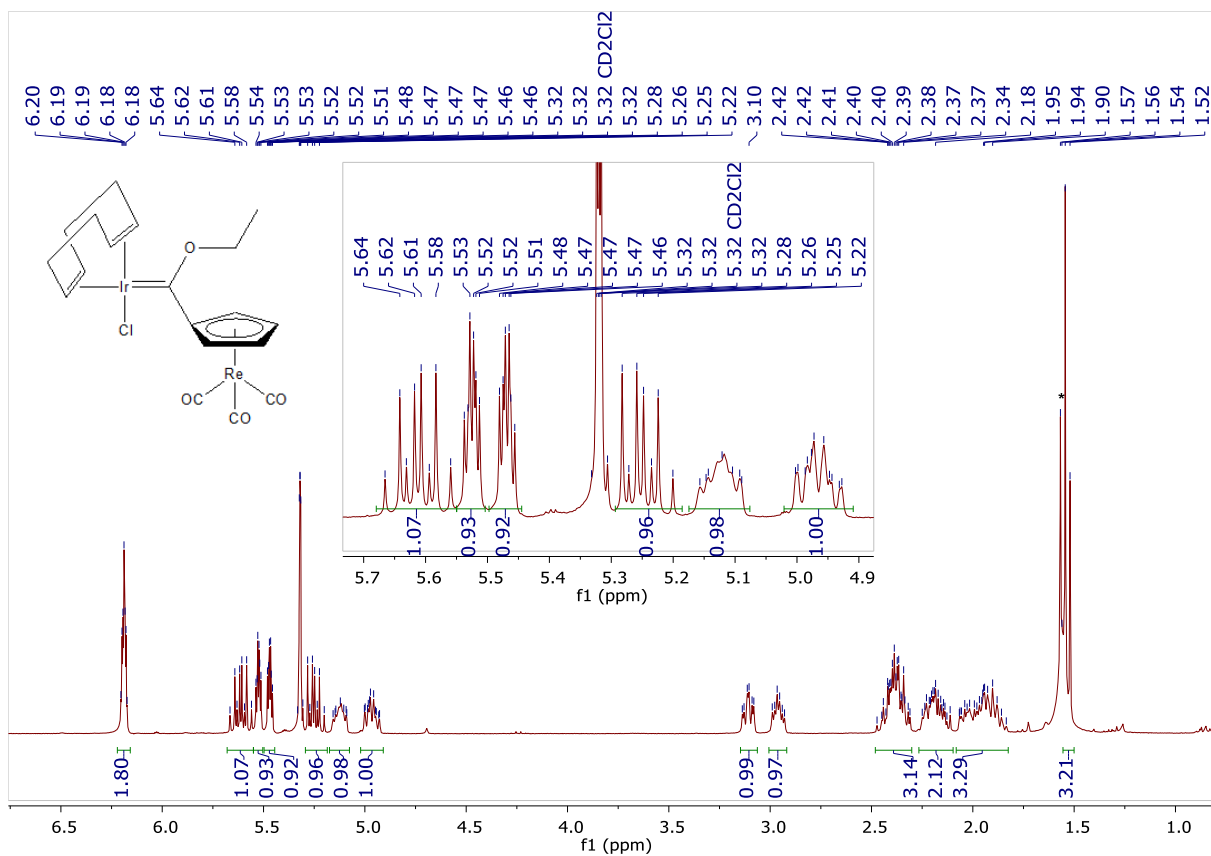 6.20 6.19 6.19 6.18 6.18 5.64 5.62 5.61 5.58 5.54 5.53 5.53 5.52 5.52 5.51 5.48 5.47 5.47 5.47 5.46 5.46 5.32 5.32 5.32 CD2Cl2 5.32 5.28 5.26 5.25 5.22 3.10 2.42 2.42 2.41 2.40 2.40 2.39 2.38 2.37 2.37 2.34 2.18 1.95 1.94 1.90 1.57 1.56 1.54 1.52
O
Ir
Cl
Re
OC
CO
CO
5.64 5.62 5.61 5.58 5.53 5.52 5.52 5.51 5.48 5.47 5.47 5.47 5.46 5.32 5.32 5.32 CD2Cl2 5.32 5.28 5.26 5.25 5.22
1.07 0.93 0.92 0.96 0.98 1.00
5.7 5.6 5.5 5.4 5.3 5.2 5.1 5.0 4.9
f1 (ppm)
*
1.80 1.07 0.93 0.92 0.96 0.98 1.00 0.99 0.97 3.14 2.12 3.29 3.21
6.5 6.0 5.5 5.0 4.5 4.0 3.5 3.0 2.5 2.0 1.5 1.0
f1 (ppm)